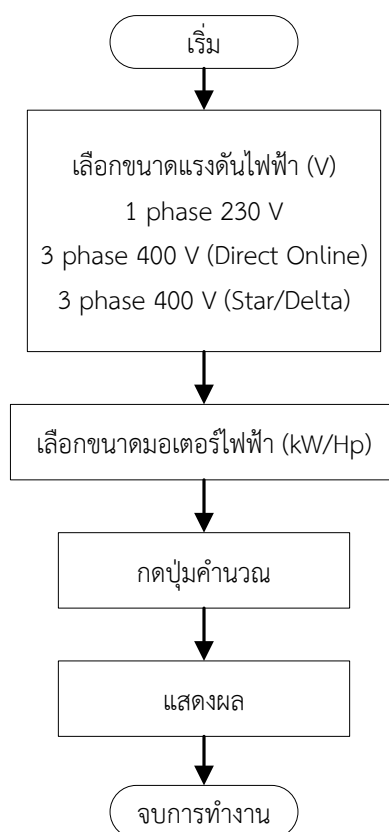 เริ่ม
เลือกขนาดแรงดันไฟฟ้า (V)
1 phase 230 V
3 phase 400 V (Direct Online)
3 phase 400 V (Star/Delta)
เลือกขนาดมอเตอร์ไฟฟ้า (kW/Hp)
กดปุ่มคำนวณ
แสดงผล
จบการทำงาน